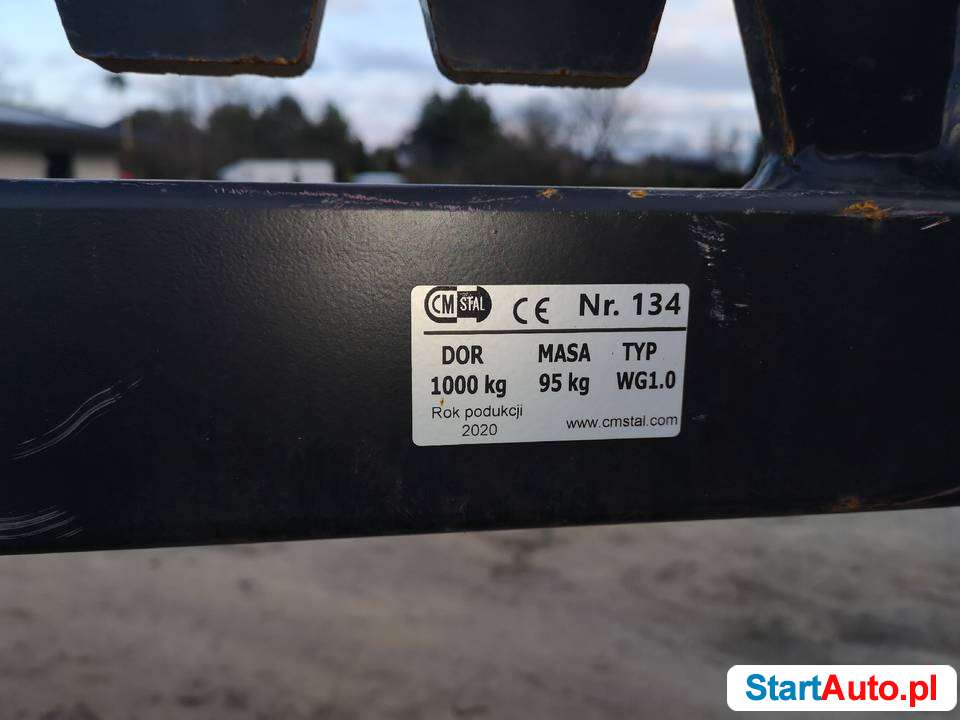 CM STAL CE Nr. 134
DOR MASA TYP
1000 kg 95 kg WG1.0
Rok podukcji
2020 www.cmstal.com
StartAuto.pl